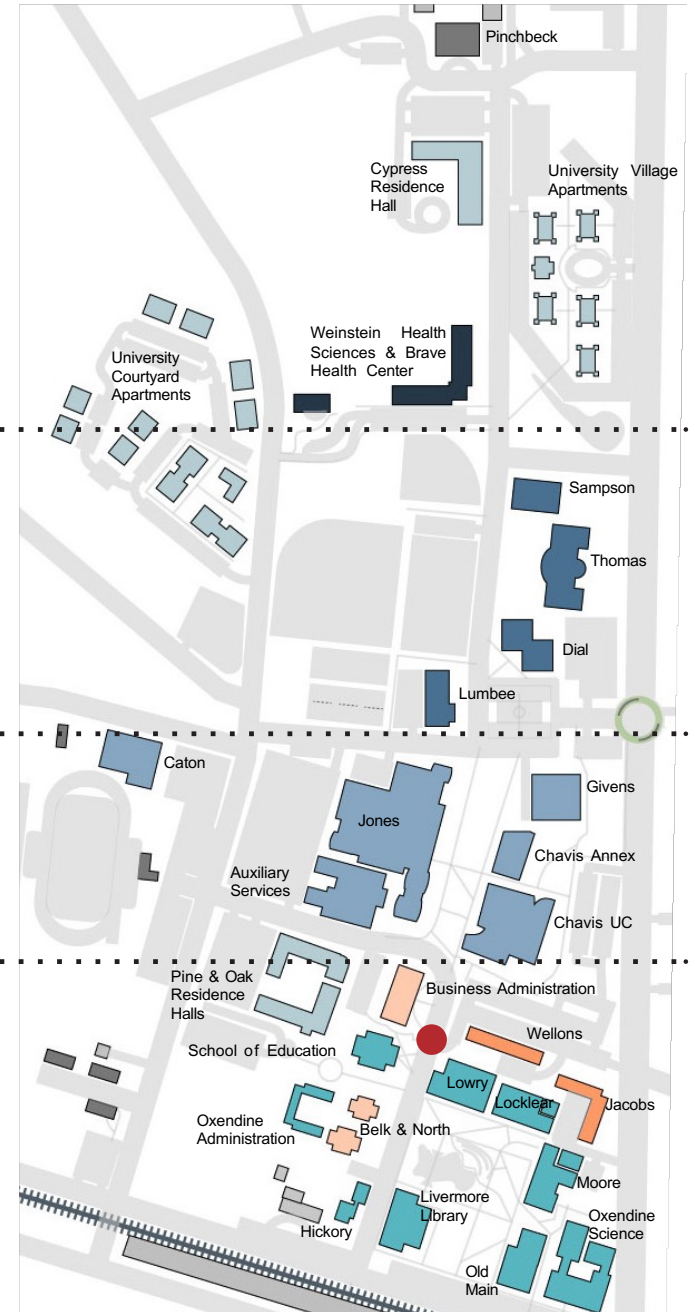 Pinchbeck
Cypress
Residence
Hall
University Village
Apartments
Weinstein Health
Sciences & Brave
Health Center
University
Courtyard
Apartments
Sampson
Thomas
Dial
Lumbee
Caton
Givens
Jones
Chavis Annex
Auxiliary
Services
Chavis UC
Pine & Oak
Residence
Halls
Business Administration
Wellons
School of Education
Lowry
Locklear
Jacobs
Oxendine
Administration
Belk & North
Moore
Livermore
Library
Oxendine
Science
Hickory
Old
Main